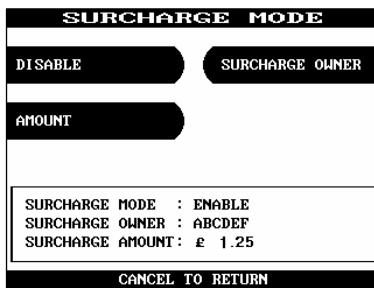 SURCHARGE MODE
DISABLE
SURCHARGE OWNER
AMOUNT
SURCHARGE MODE : ENABLE
SURCHARGE OWNER : ABCDEF
SURCHARGE AMOUNT: £ 1.25
CANCEL TO RETURN